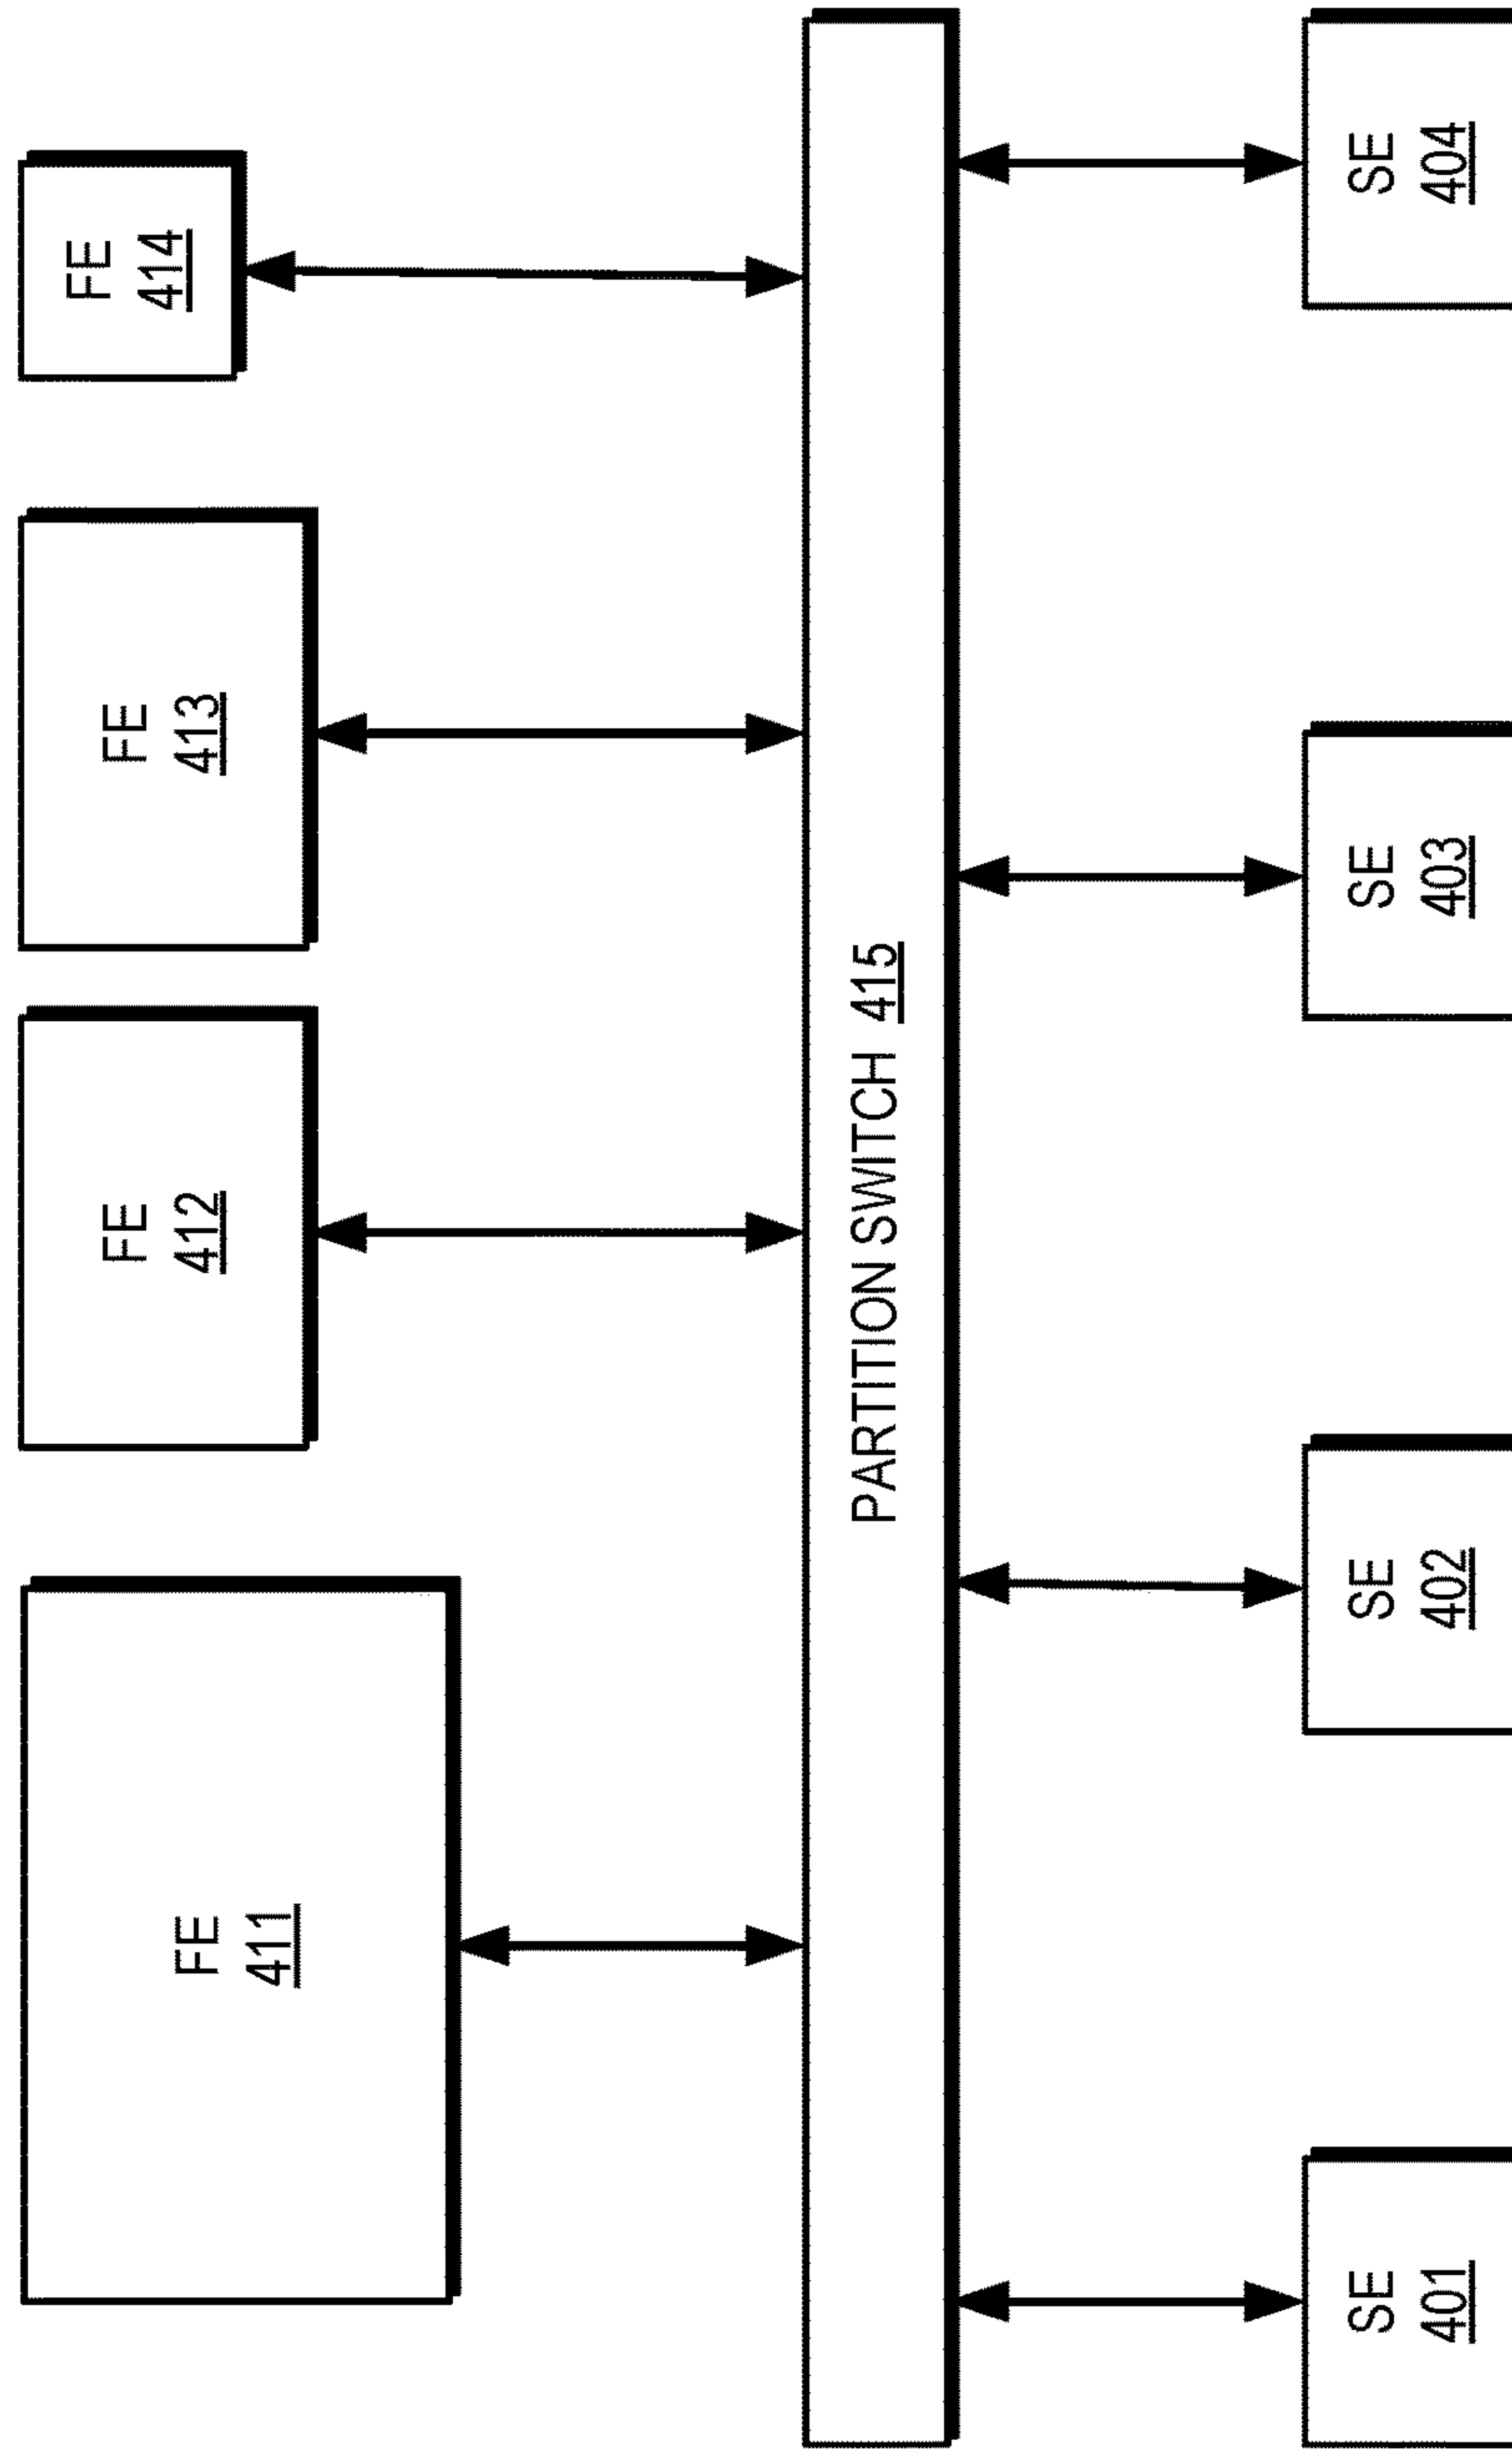 FE
411
FE
412
FE
413
FE
414
PARTITION SWITCH 415
SE
401
SE
402
SE
403
SE
404